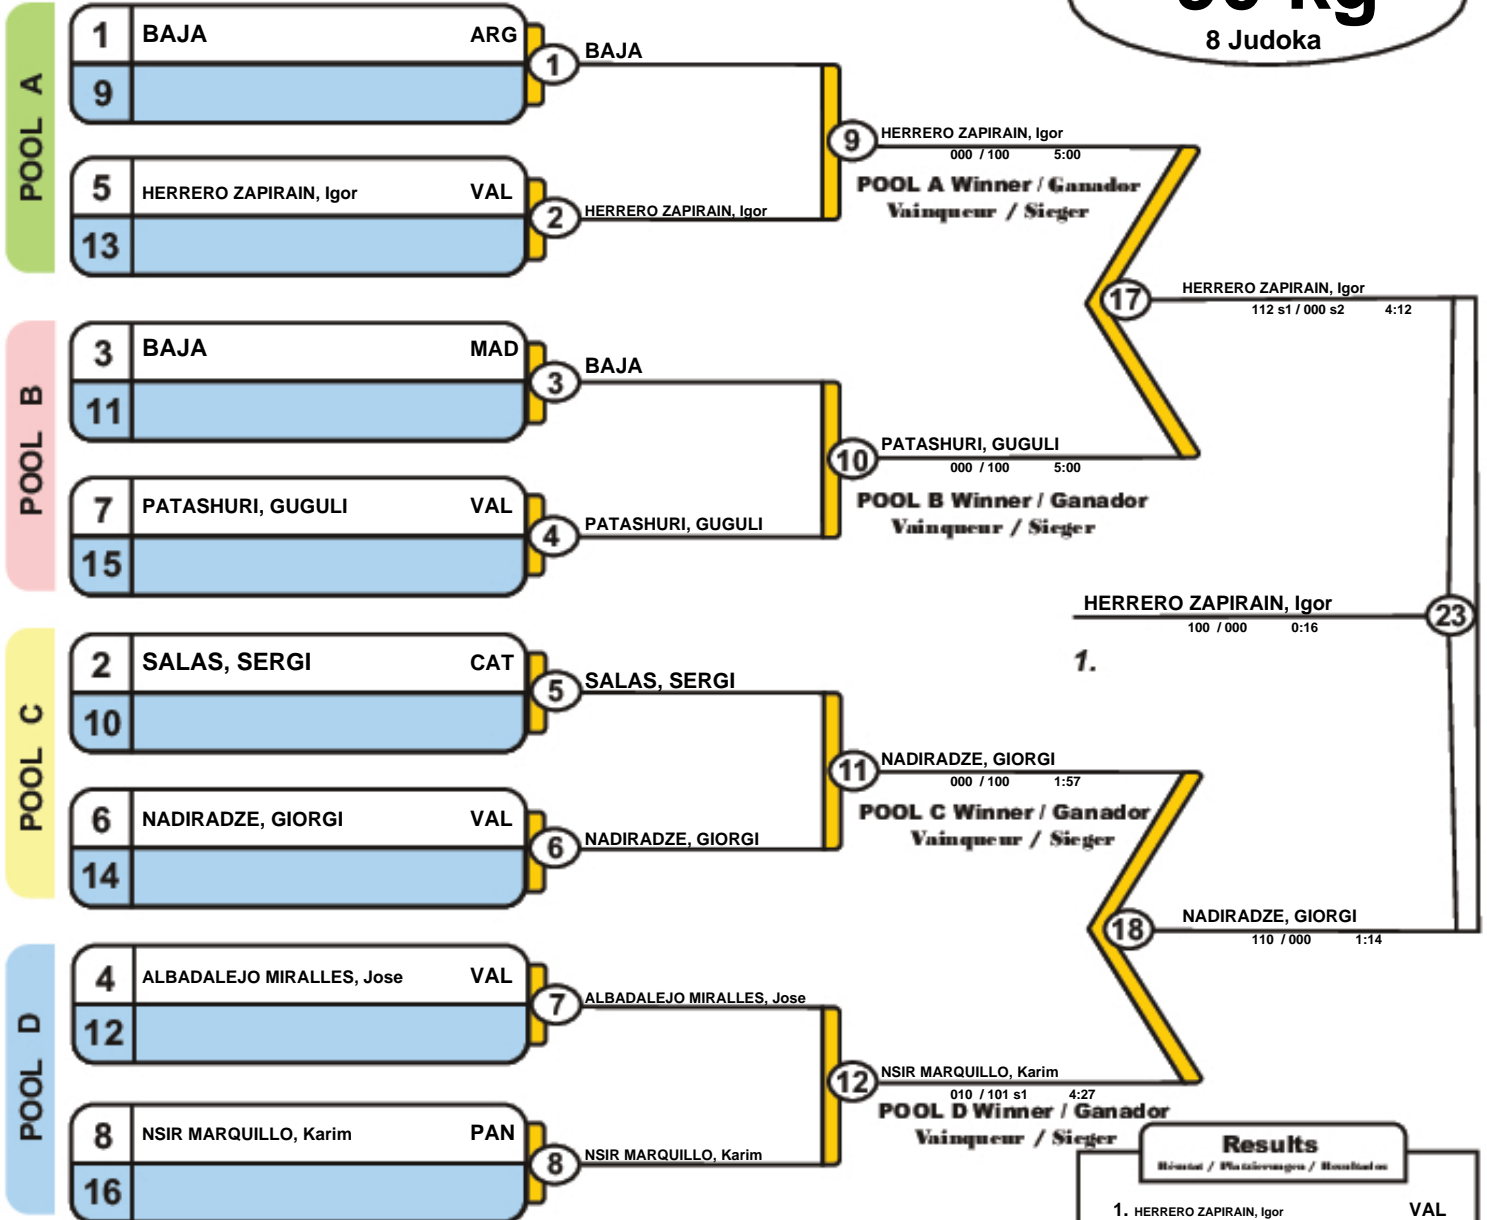 8 Judoka
POOL A
1 BAJA ARG
9
1 BAJA
5 HERRERO ZAPIRAIN, Igor VAL
13
2 HERRERO ZAPIRAIN, Igor
9 HERRERO ZAPIRAIN, Igor
000 / 100 5:00
POOL A Winner / Ganador
Vainqueur / Sieger
POOL B
3 BAJA MAD
11
3 BAJA
7 PATASHURI, GUGULI VAL
15
4 PATASHURI, GUGULI
10 PATASHURI, GUGULI
000 / 100 5:00
POOL B Winner / Ganador
Vainqueur / Sieger
17 HERRERO ZAPIRAIN, Igor
112 s1 / 000 s2 4:12
HERRERO ZAPIRAIN, Igor 23
100 / 000 0:16
1.
POOL C
2 SALAS, SERGI CAT
10
5 SALAS, SERGI
6 NADIRADZE, GIORGI VAL
14
6 NADIRADZE, GIORGI
11 NADIRADZE, GIORGI
000 / 100 1:57
POOL C Winner / Ganador
Vainqueur / Sieger
18 NADIRADZE, GIORGI
110 / 000 1:14
POOL D
4 ALBADALEJO MIRALLES, Jose VAL
12
7 ALBADALEJO MIRALLES, Jose
8 NSIR MARQUILLO, Karim PAN
16
8 NSIR MARQUILLO, Karim
12 NSIR MARQUILLO, Karim
010 / 101 s1 4:27
POOL D Winner / Ganador
Vainqueur / Sieger
Results
/ Platzierungen / Resultados
1. HERRERO ZAPIRAIN, Igor VAL